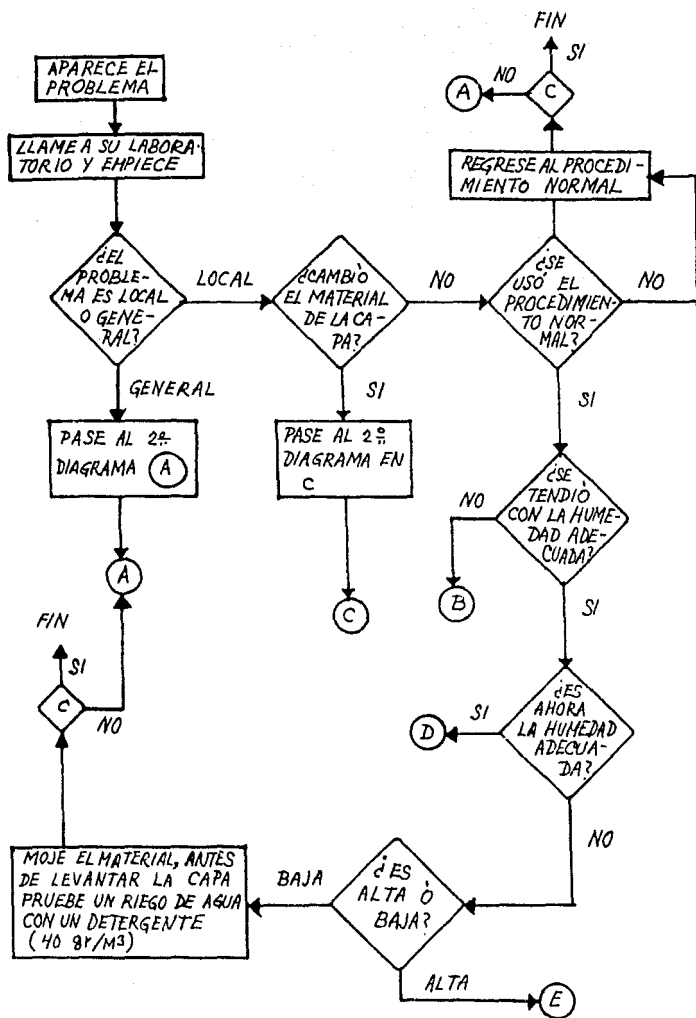 APARECE EL
PROBLEMA
LLAME A SU LABORA-
TORIO Y EMPIECE
¿EL
PROBLE-
MA ES LOCAL
O GENE-
RAL?
LOCAL
¿CAMBIÒ
EL MATERIAL
DE LA CA-
PA?
NO
¿SE
USÓ EL
PROCEDIMIEN-
TO NOR-
MAL?
NO
REGRESE AL PROCEDI-
MIENTO NORMAL
C
NO
A
SI
FIN
GENERAL
PASE AL 2º
DIAGRAMA A
A
SI
PASE AL 2º
DIAGRAMA EN
C
C
SI
¿SE
TENDIÒ
CON LA HUME-
DAD ADE-
CUADA?
NO
B
SI
¿ES
AHORA
LA HUMEDAD
ADECUA-
DA?
SI
D
NO
¿ES
ALTA Ò
BAJA?
BAJA
MOJE EL MATERIAL, ANTES
DE LEVANTAR LA CAPA
PRUEBE UN RIEGO DE AGUA
CON UN DETERGENTE
(40 gr/M³)
C
NO
SI
FIN
ALTA
E